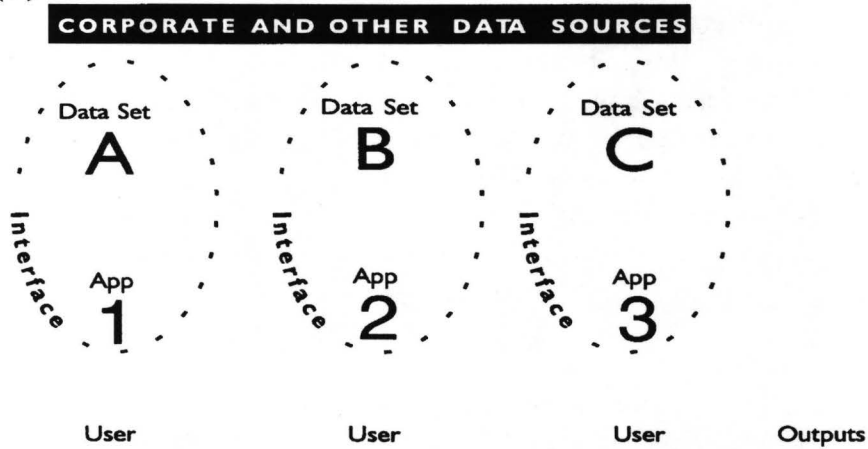 CORPORATE AND OTHER DATA SOURCES
Data Set Data Set Data Set
A B C
Interface Interface Interface
App App App
1 2 3
User User User Outputs